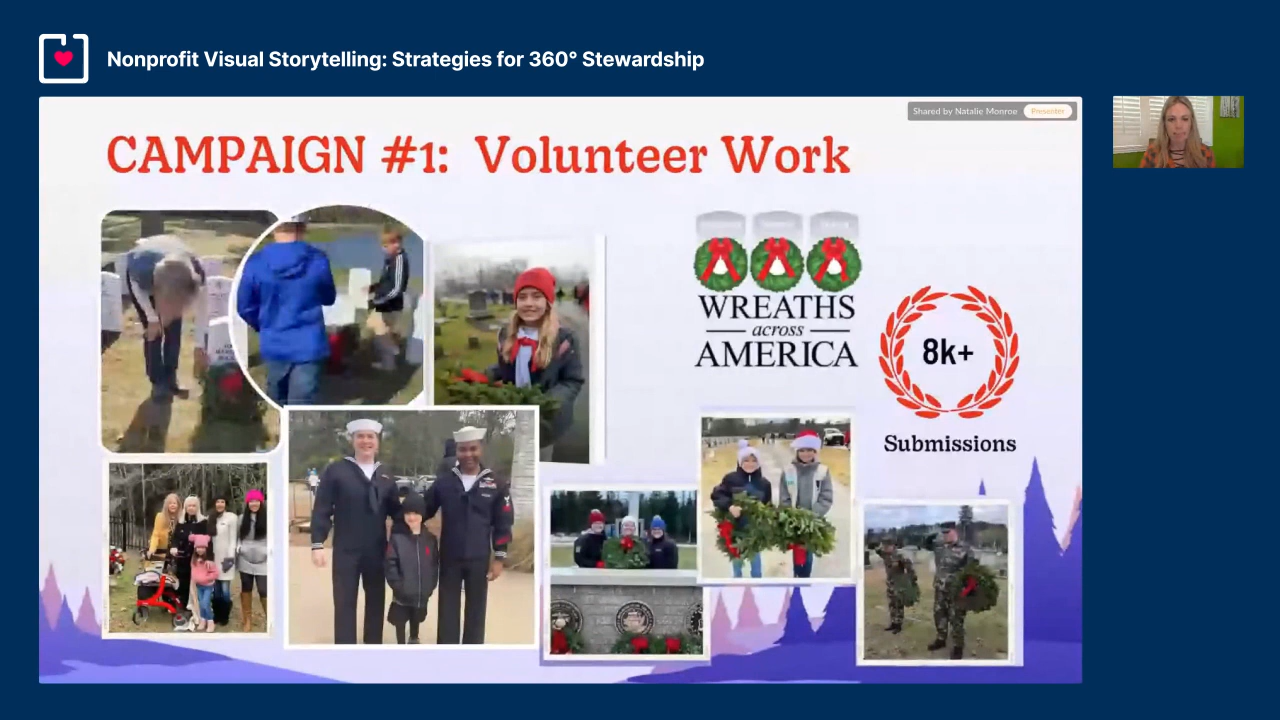 Nonprofit Visual Storytelling: Strategies for 360° Stewardship
Shared by Natalie Monroe
Presenter
CAMPAIGN #1: Volunteer Work
WREATHS
across
AMERICA
8k+
Submissions